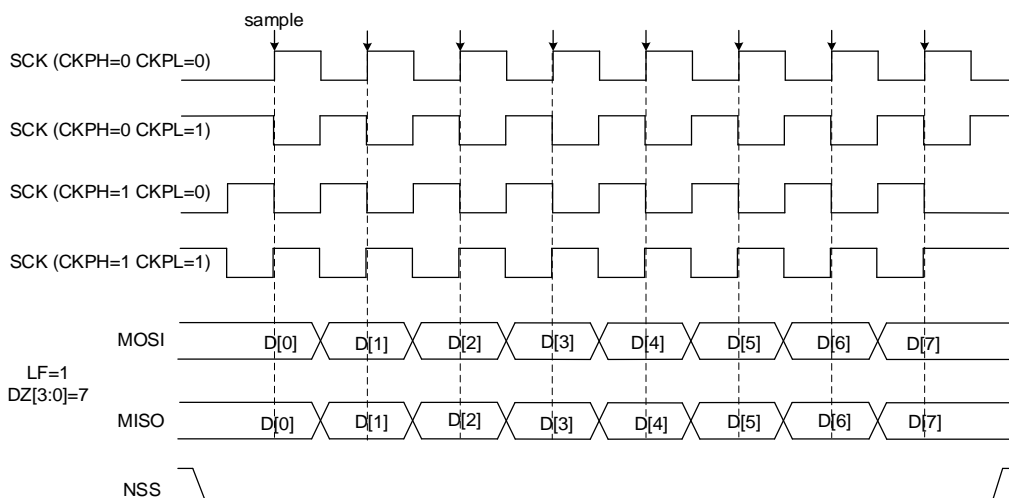 sample
SCK (CKPH=0 CKPL=0)
SCK (CKPH=0 CKPL=1)
SCK (CKPH=1 CKPL=0)
SCK (CKPH=1 CKPL=1)
MOSI
D[0] D[1] D[2] D[3] D[4] D[5] D[6] D[7]
LF=1
DZ[3:0]=7
MISO
D[0] D[1] D[2] D[3] D[4] D[5] D[6] D[7]
NSS